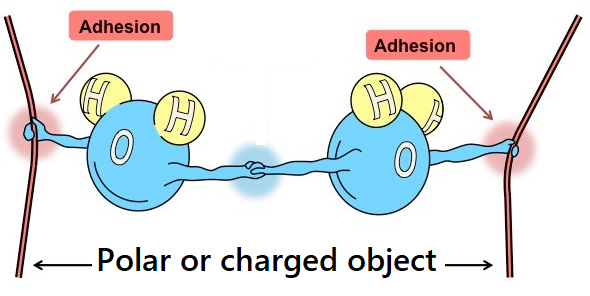 Adhesion
Adhesion
H
H
O
H
H
O
Polar or charged object